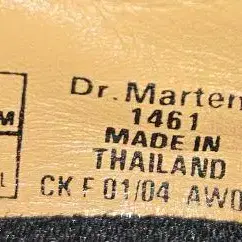 Dr. Marten
1461
MADE IN
THAILAND
CK F 01/04 AW0
M
L